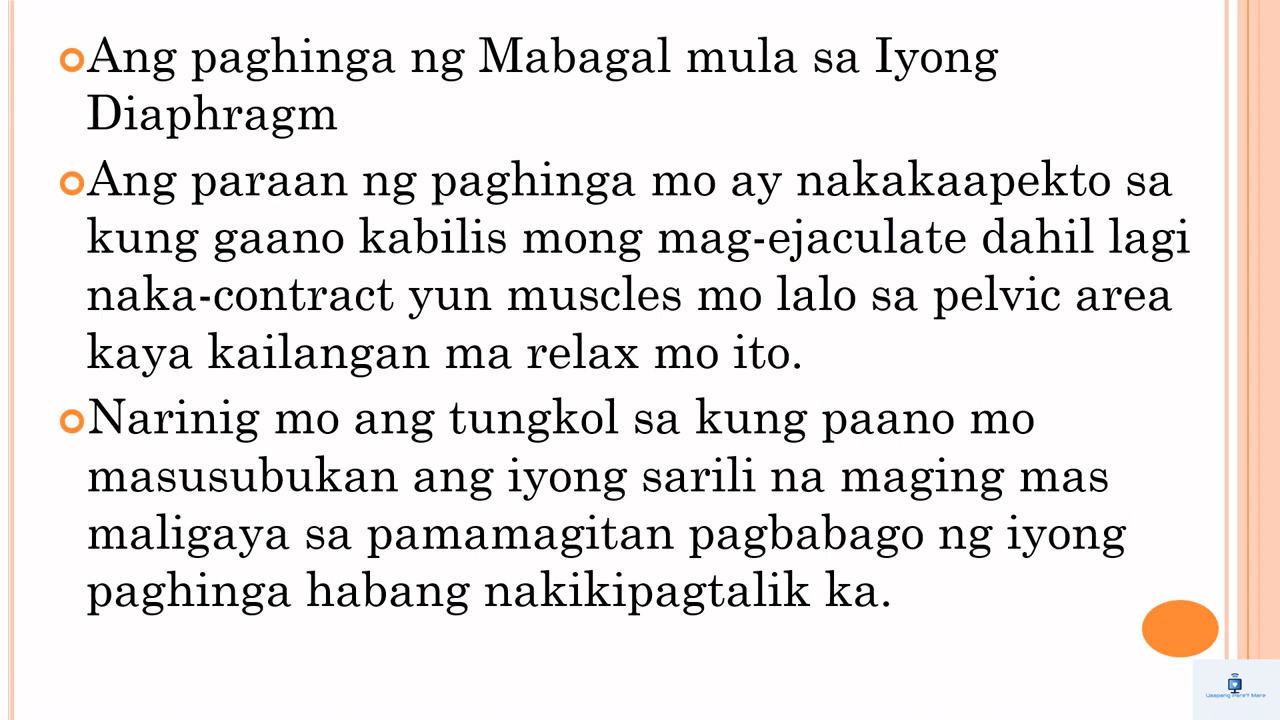 Ang paghinga ng Mabagal mula sa Iyong
Diaphragm
Ang paraan ng paghinga mo ay nakakaapekto sa
kung gaano kabilis mong mag-ejaculate dahil lagi
naka-contract yun muscles mo lalo sa pelvic area
kaya kailangan ma relax mo ito.
Narinig mo ang tungkol sa kung paano mo
masusubukan ang iyong sarili na maging mas
maligaya sa pamamagitan pagbabago ng iyong
paghinga habang nakikipagtalik ka.